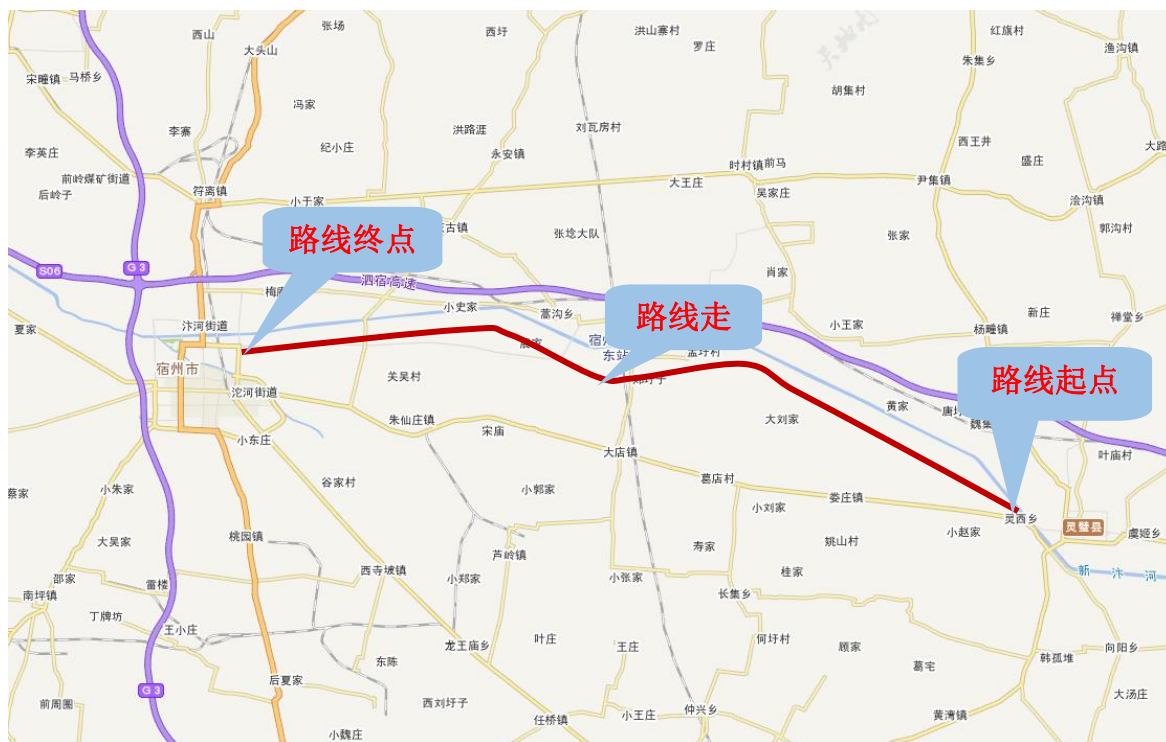 张场
西圩
洪山寨村
红旗村
西山
罗庄
渔沟镇
大头山
朱集乡
宋疃镇
马桥乡
胡集村
冯家
李寨
洪路涯
刘瓦房村
西王井
纪小庄
李英庄
永安镇
时村镇
前马
盛庄
大路
前岭煤矿街道
后岭子
符离镇
大王庄
吴家庄
尹集镇
小于家
浍沟镇
路线终点
古镇
张埝大队
张家
郭沟村
S06
G 3
泗宿高速
肖家
梅
小史家
蒿沟乡
路线走
新庄
禅堂乡
夏家
汴河街道
小王家
杨疃镇
宿
东站
孟圩村
宿州市
关吴村
圩子
路线起点
沱河街道
朱仙庄镇
宋庙
大刘家
黄家
唐
魏集
小东庄
大店镇
叶庙村
蔡家
小朱家
谷家村
小郭家
葛店村
娄庄镇
小刘家
灵西乡
灵璧县
大吴家
桃园镇
芦岭镇
寿家
姚山村
小赵家
虞姬乡
邵家
雷楼
西寺坡镇
小郑家
小张家
桂家
新汴河
南坪镇
长集乡
丁牌坊
王小庄
龙王庙乡
叶庄
王庄
何圩村
顾家
向阳乡
东陈
葛宅
韩孤堆
后夏家
G 3
前周圈
西刘圩子
大汤庄
任桥镇
小王庄
仲兴乡
黄湾镇
小魏庄